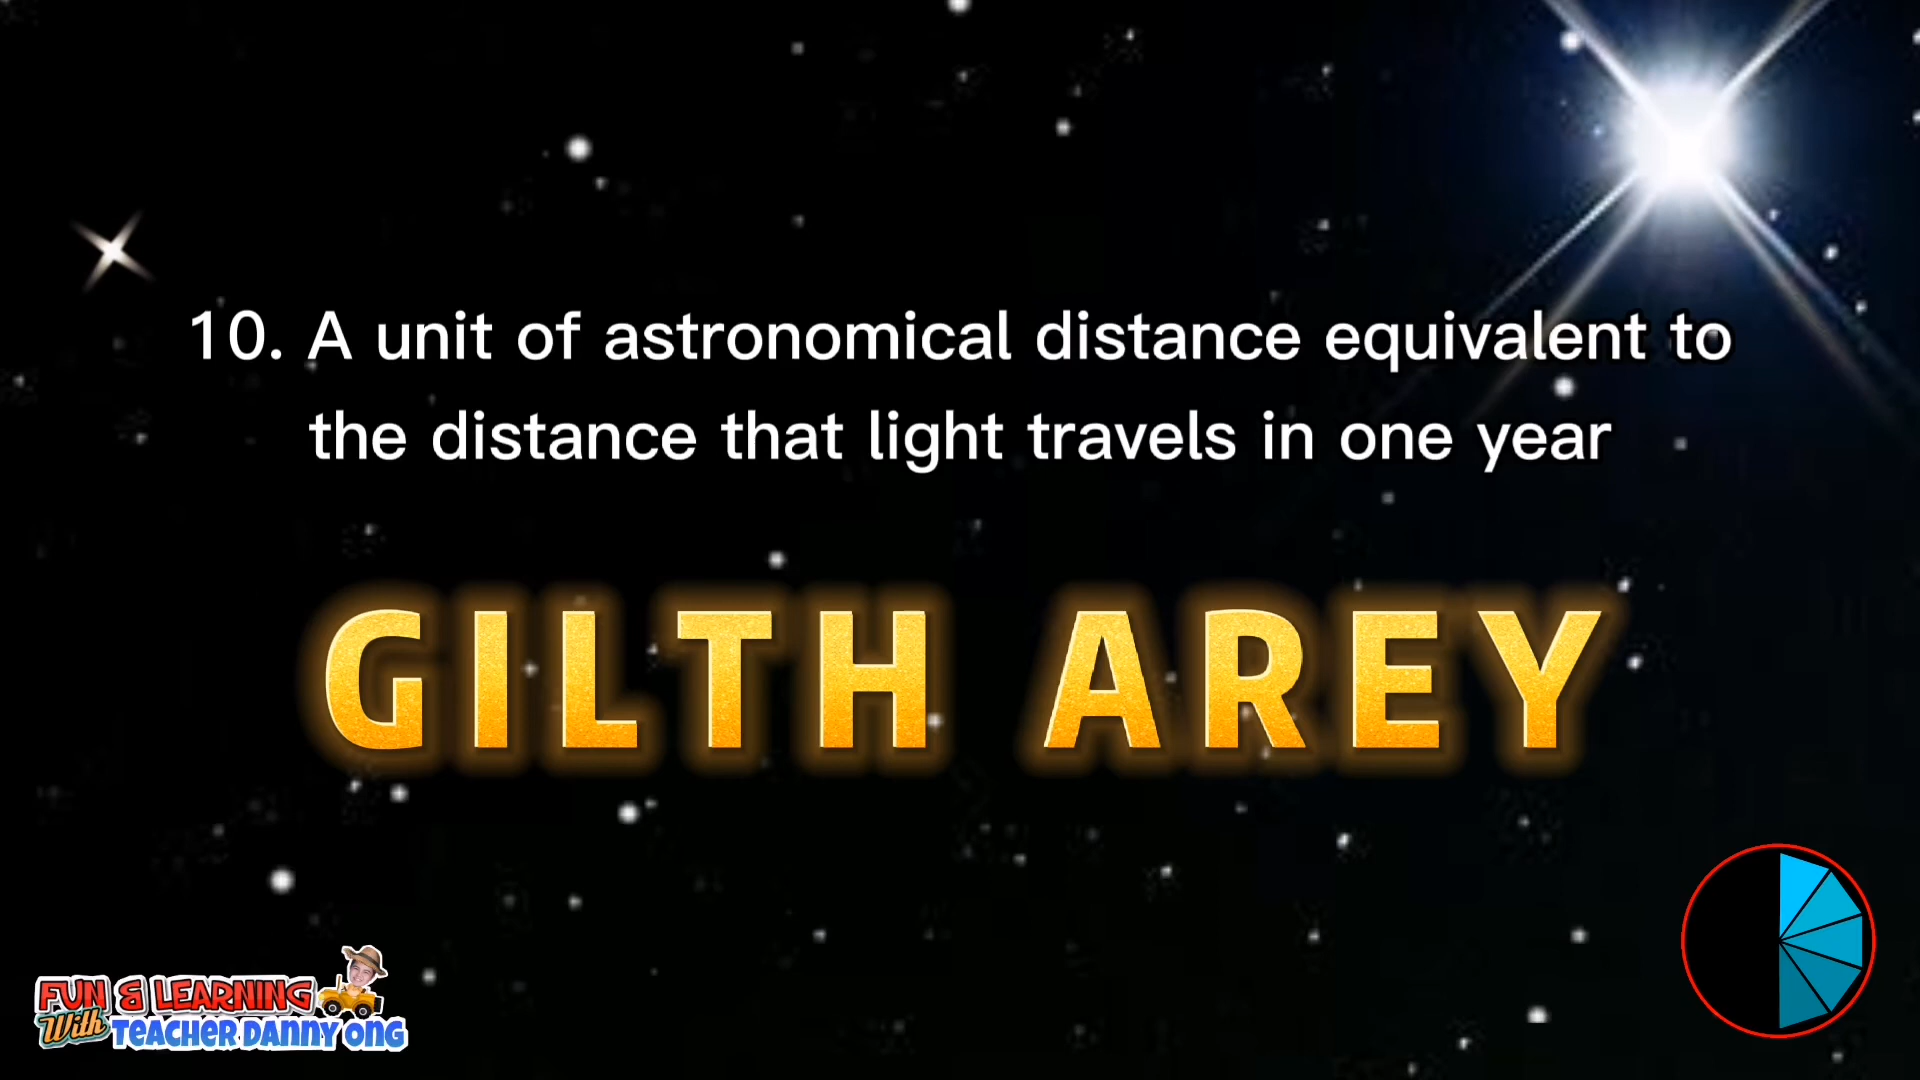 10. A unit of astronomical distance equivalent to
the distance that light travels in one year
GILTH AREY
FUN & LEARNING
With TEACHER DANNY ONG